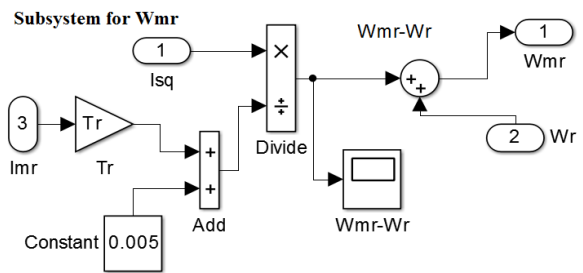 Subsystem for Wmr
1
Isq
×
÷
Divide
Wmr-Wr
+
+
1
Wmr
2
Wr
3
Imr
Tr
Tr
+
+
Add
Wmr-Wr
Constant
0.005